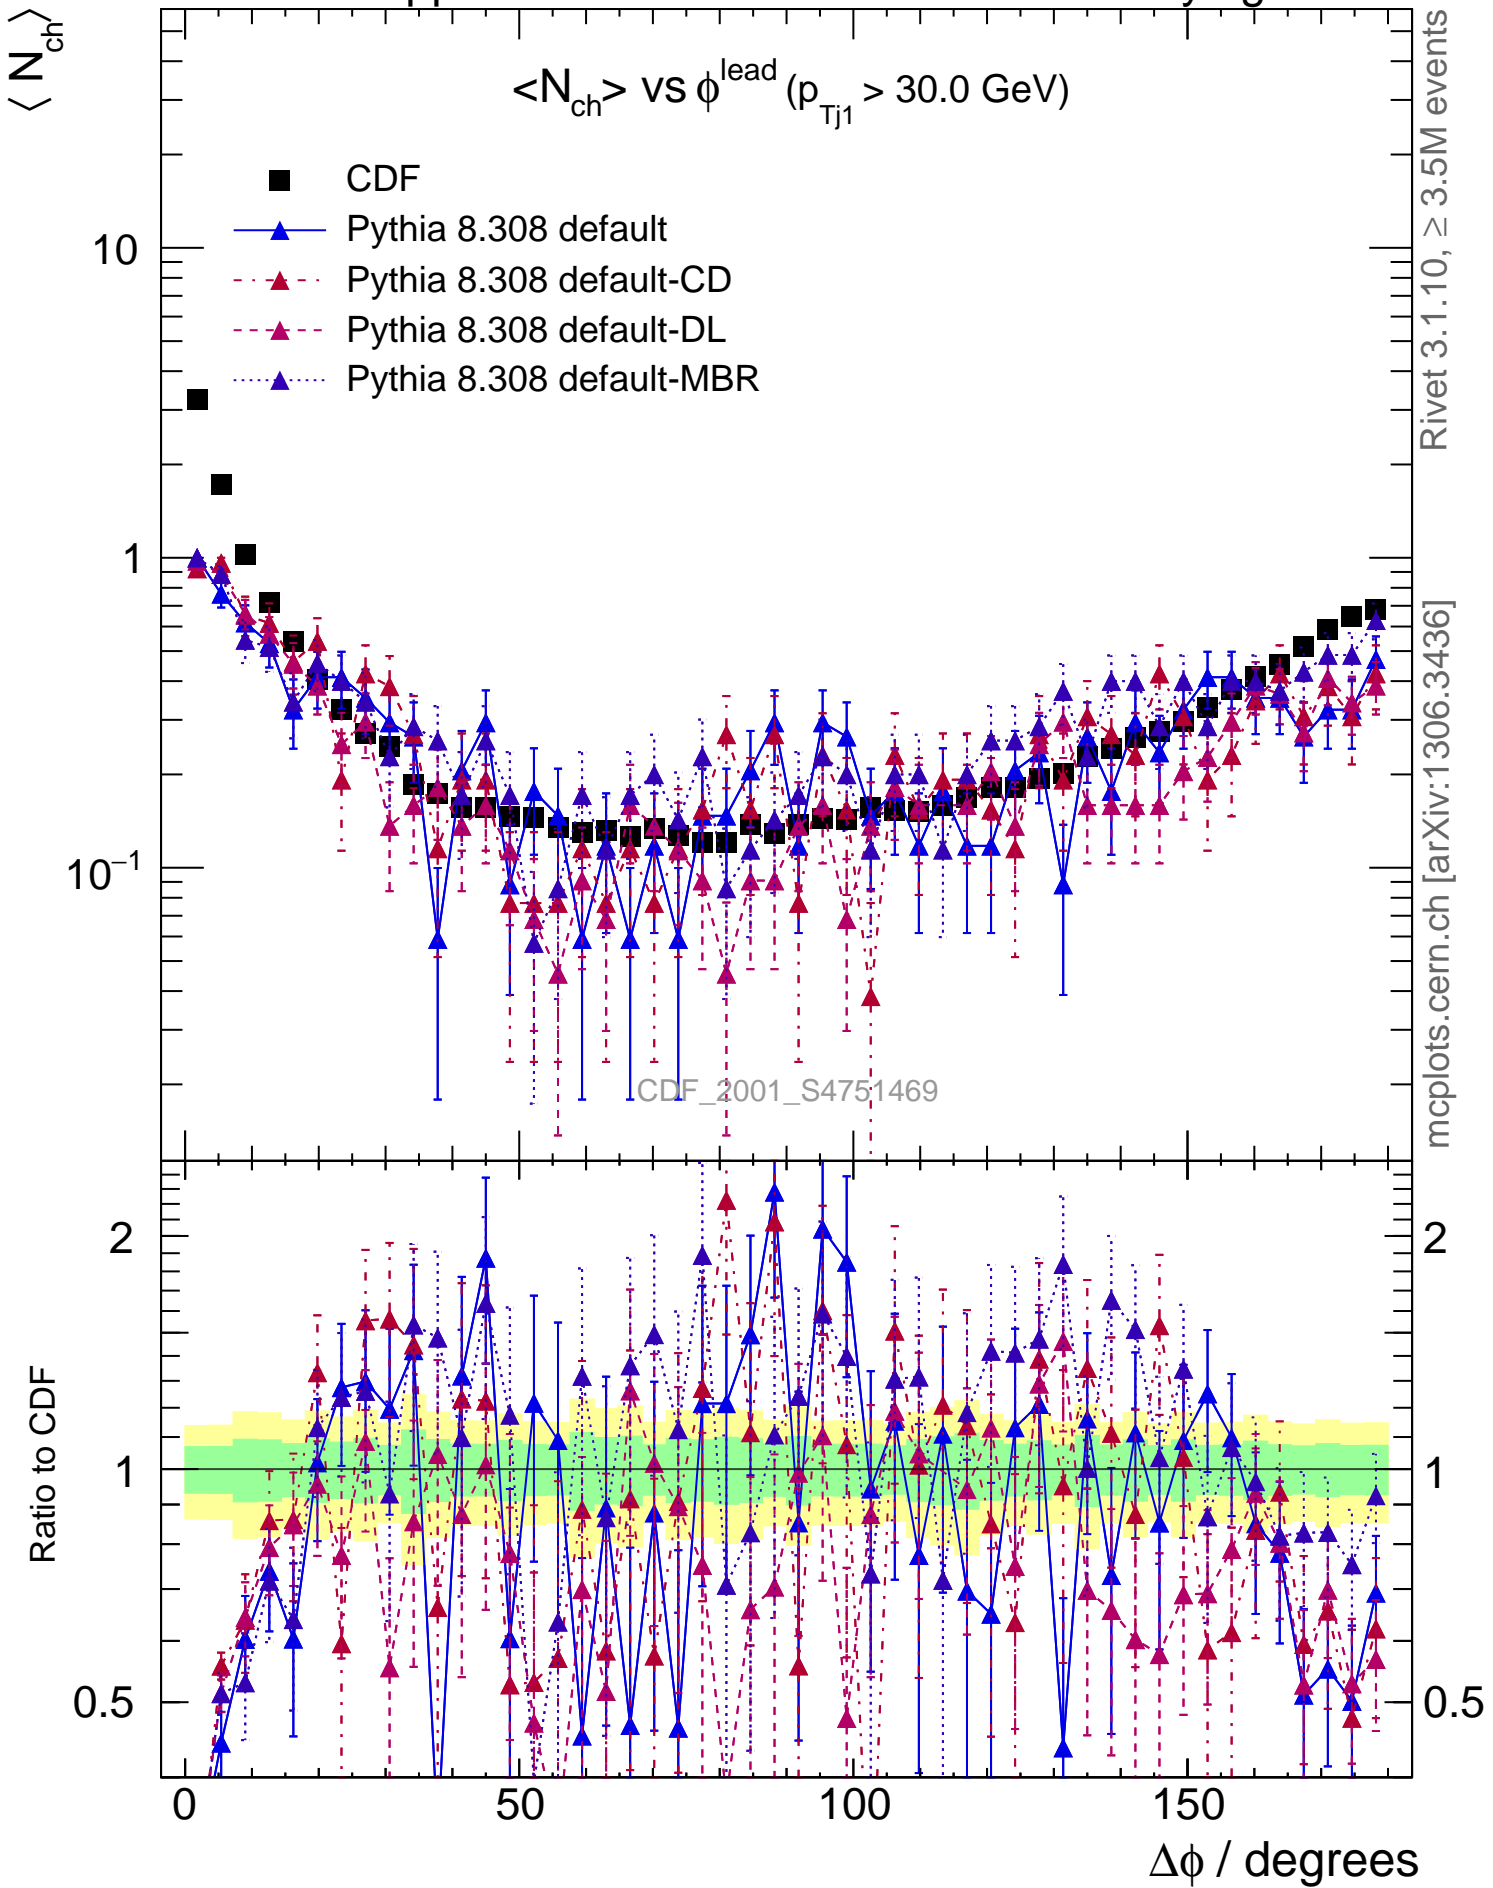 ⟨ N_ch ⟩
<N_ch> vs ϕ^lead (p_Tj1 > 30.0 GeV)
CDF
Pythia 8.308 default
Pythia 8.308 default-CD
Pythia 8.308 default-DL
Pythia 8.308 default-MBR
10
1
10^−1
CDF_2001_S4751469
Rivet 3.1.10, ≥ 3.5M events
mcplots.cern.ch [arXiv:1306.3436]
Ratio to CDF
2
1
0.5
2
1
0.5
0
50
100
150
Δϕ / degrees